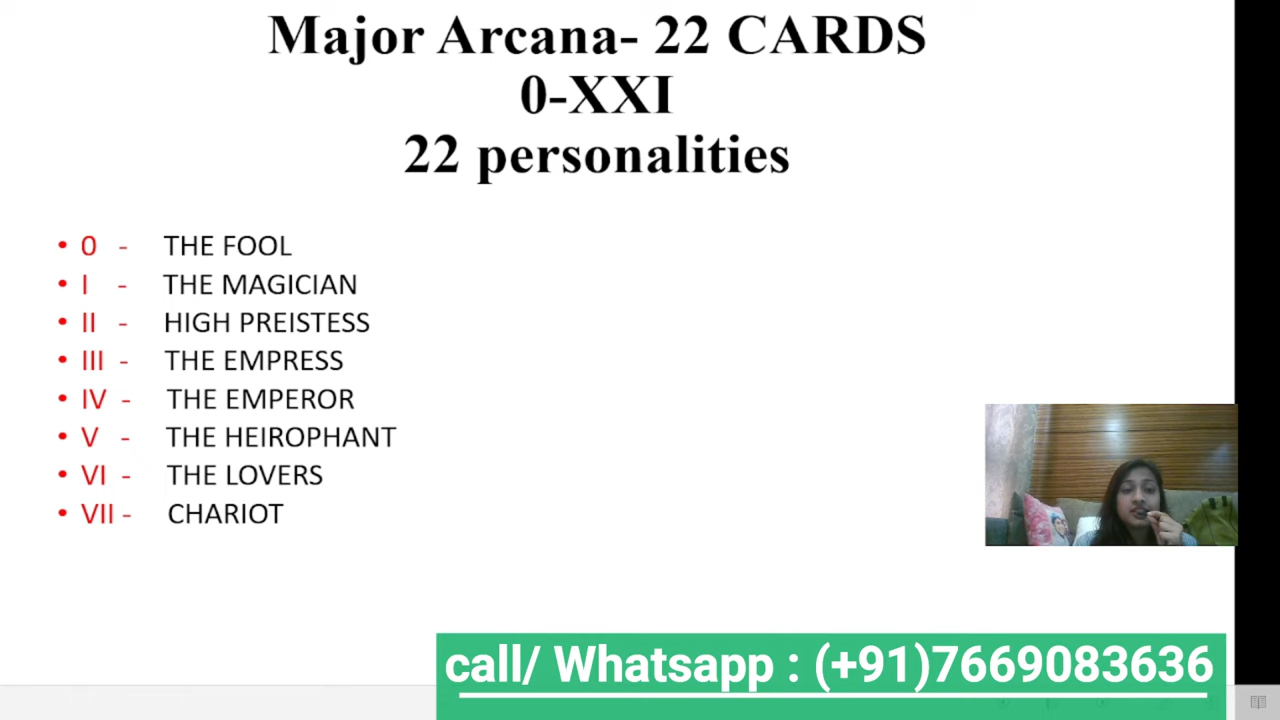 Major Arcana- 22 CARDS
0-XXI
22 personalities
• 0 - THE FOOL
• I - THE MAGICIAN
• II - HIGH PREISTESS
• III - THE EMPRESS
• IV - THE EMPEROR
• V - THE HEIROPHANT
• VI - THE LOVERS
• VII - CHARIOT
call/ Whatsapp : (+91)7669083636